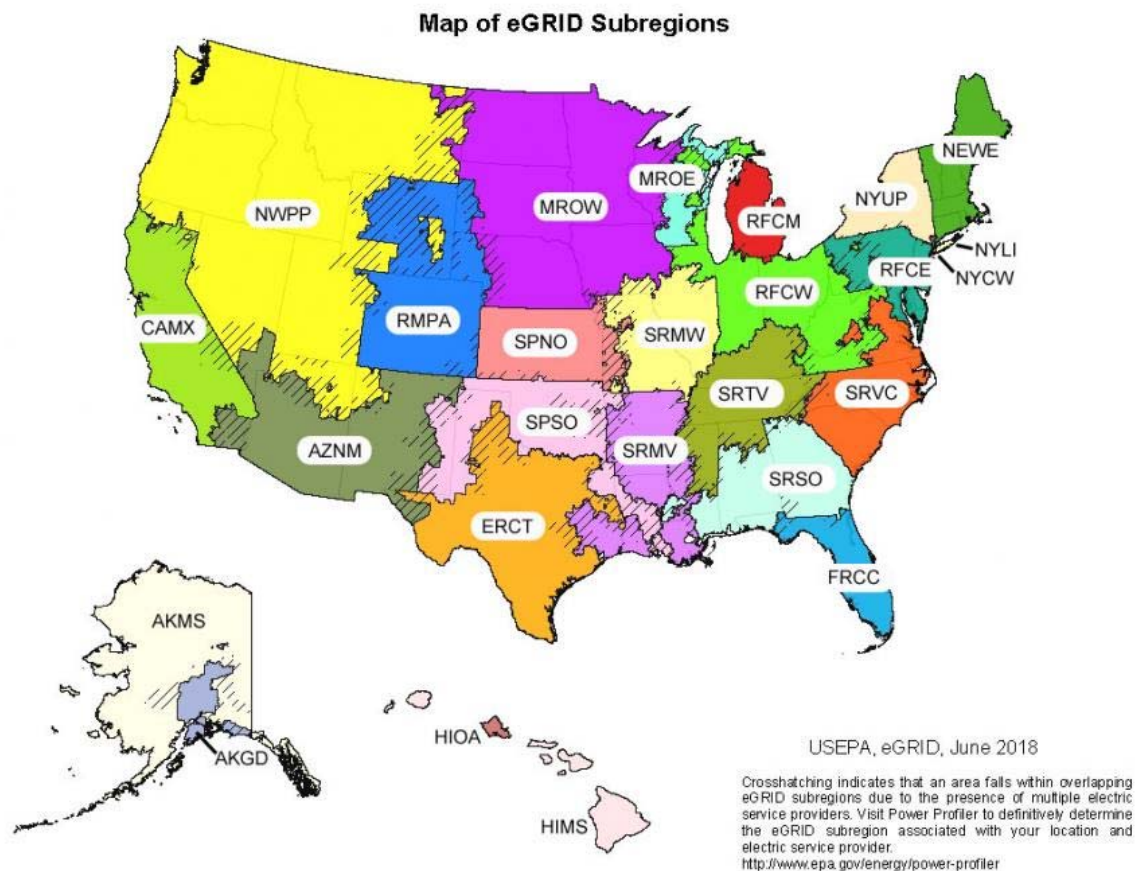 Map of eGRID Subregions
NEWE
MROE
NYUP
NWPP
MROW
RFCM
NYLI
RFCE
NYCW
RFCW
CAMX
RMPA
SPNO
SRMW
SRTV
SRVC
SPSO
AZNM
SRMV
SRSO
ERCT
FRCC
AKMS
HIOA
AKGD
HIMS
USEPA, eGRID, June 2018
Crosshatching indicates that an area falls within overlapping
eGRID subregions due to the presence of multiple electric
service providers. Visit Power Profiler to definitively determine
the eGRID subregion associated with your location and
electric service provider.
http://www.epa.gov/energy/power-profiler